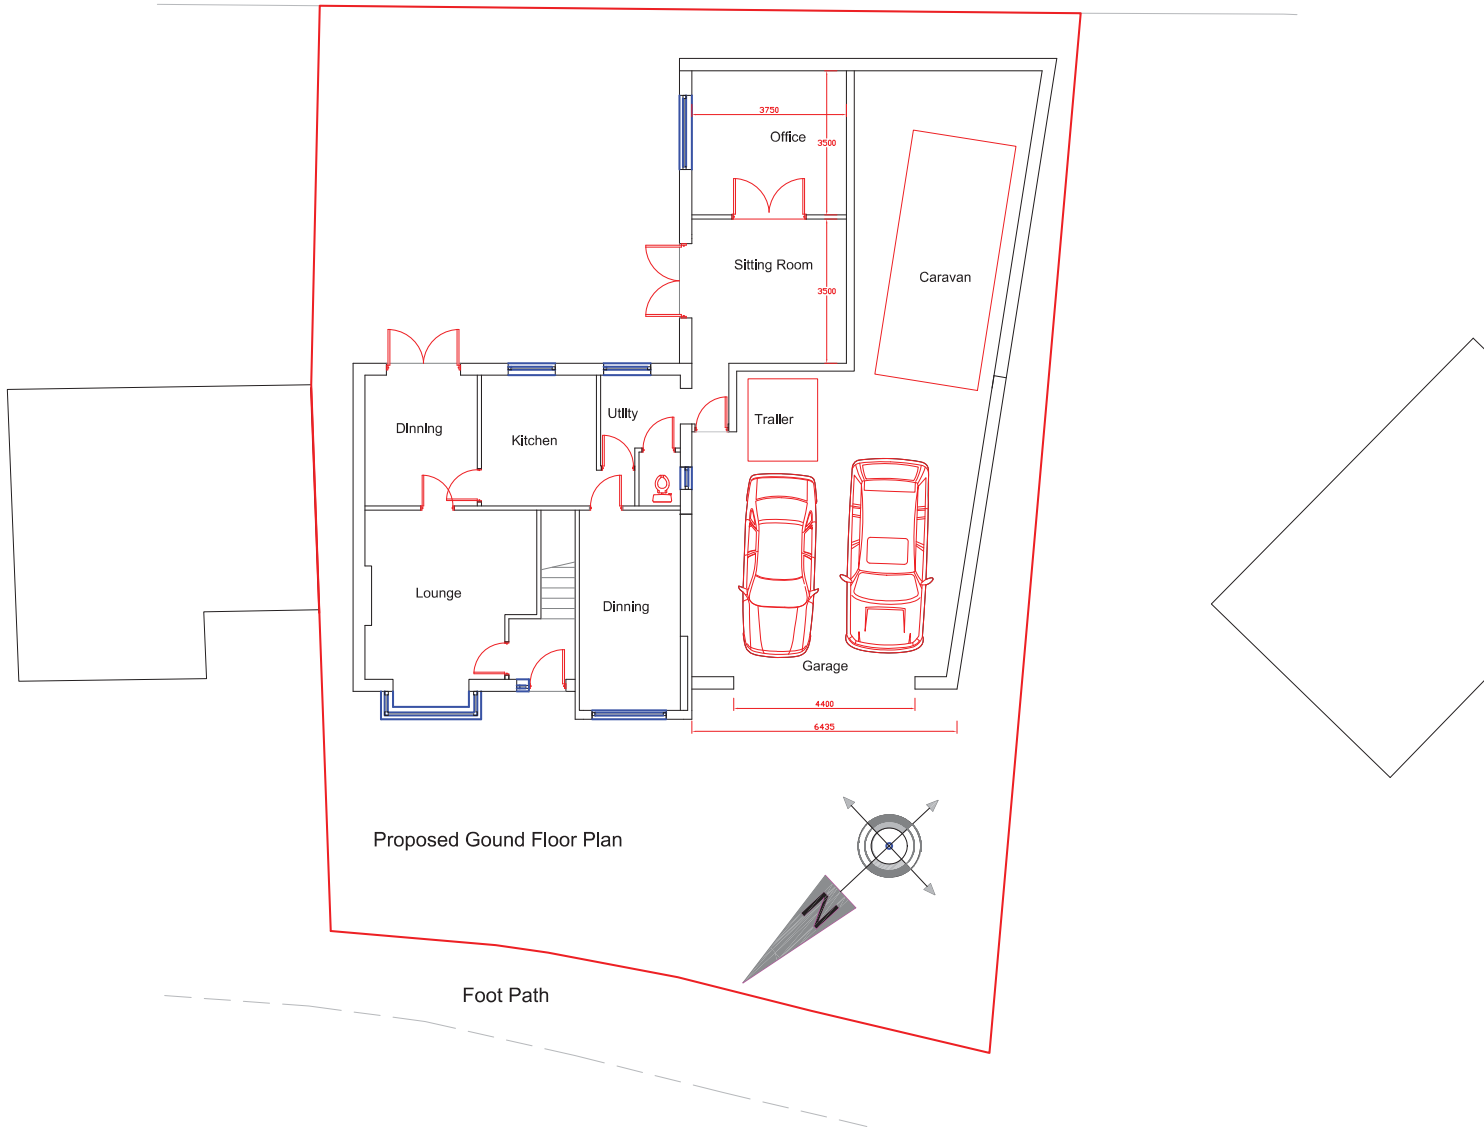 3750
Office
3500
Sitting Room
Caravan
3500
Dinning
Kitchen
Utility
Trailer
Lounge
Dinning
Garage
4400
6435
Proposed Gound Floor Plan
N
Foot Path